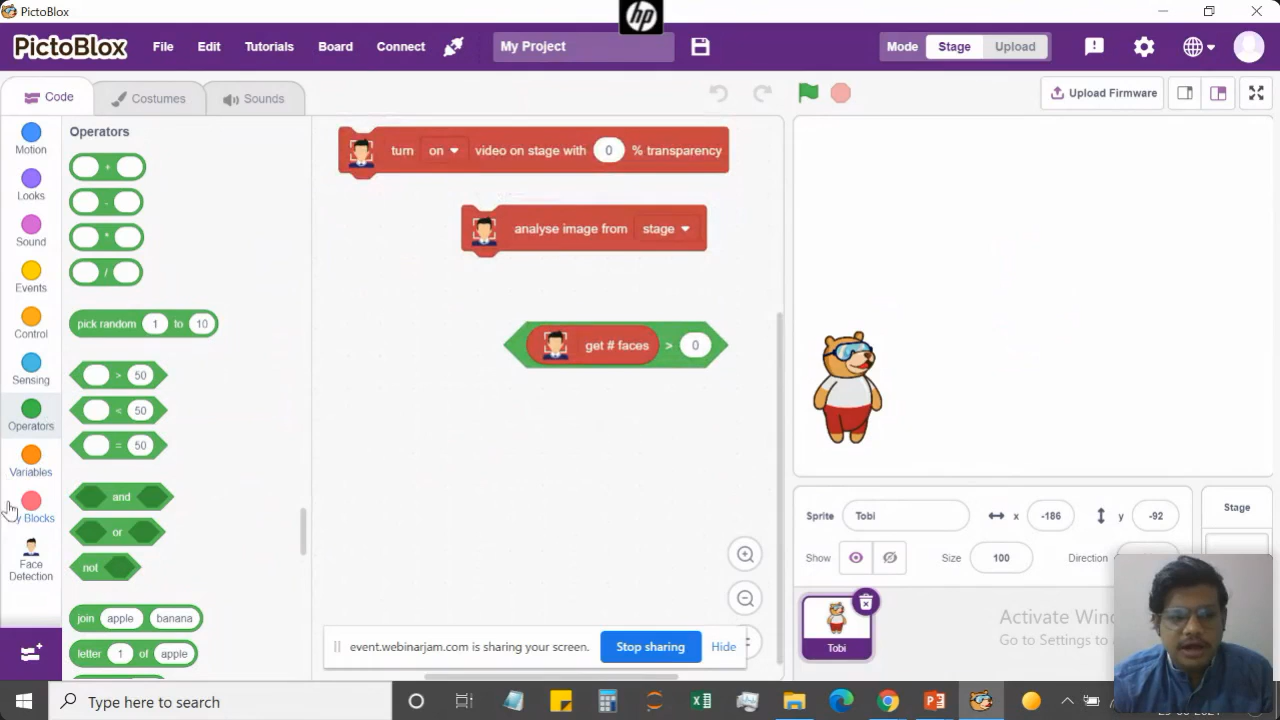 PictoBlox
hp
PictoBlox File Edit Tutorials Board Connect My Project Mode Stage Upload
Code Costumes Sounds Upload Firmware
Motion
Looks
Sound
Events
Control
Sensing
Operators
Variables
y Blocks
Face
Detection
Operators
+
-
*
/
pick random 1 to 10
> 50
< 50
= 50
and
or
not
join apple banana
letter 1 of apple
turn on video on stage with 0 % transparency
analyse image from stage
get # faces > 0
event.webinarjam.com is sharing your screen. Stop sharing Hide
Sprite Tobi x -186 y -92
Show Size 100 Direction
Tobi
Stage
Activate Win
Go to Settings to a
Type here to search